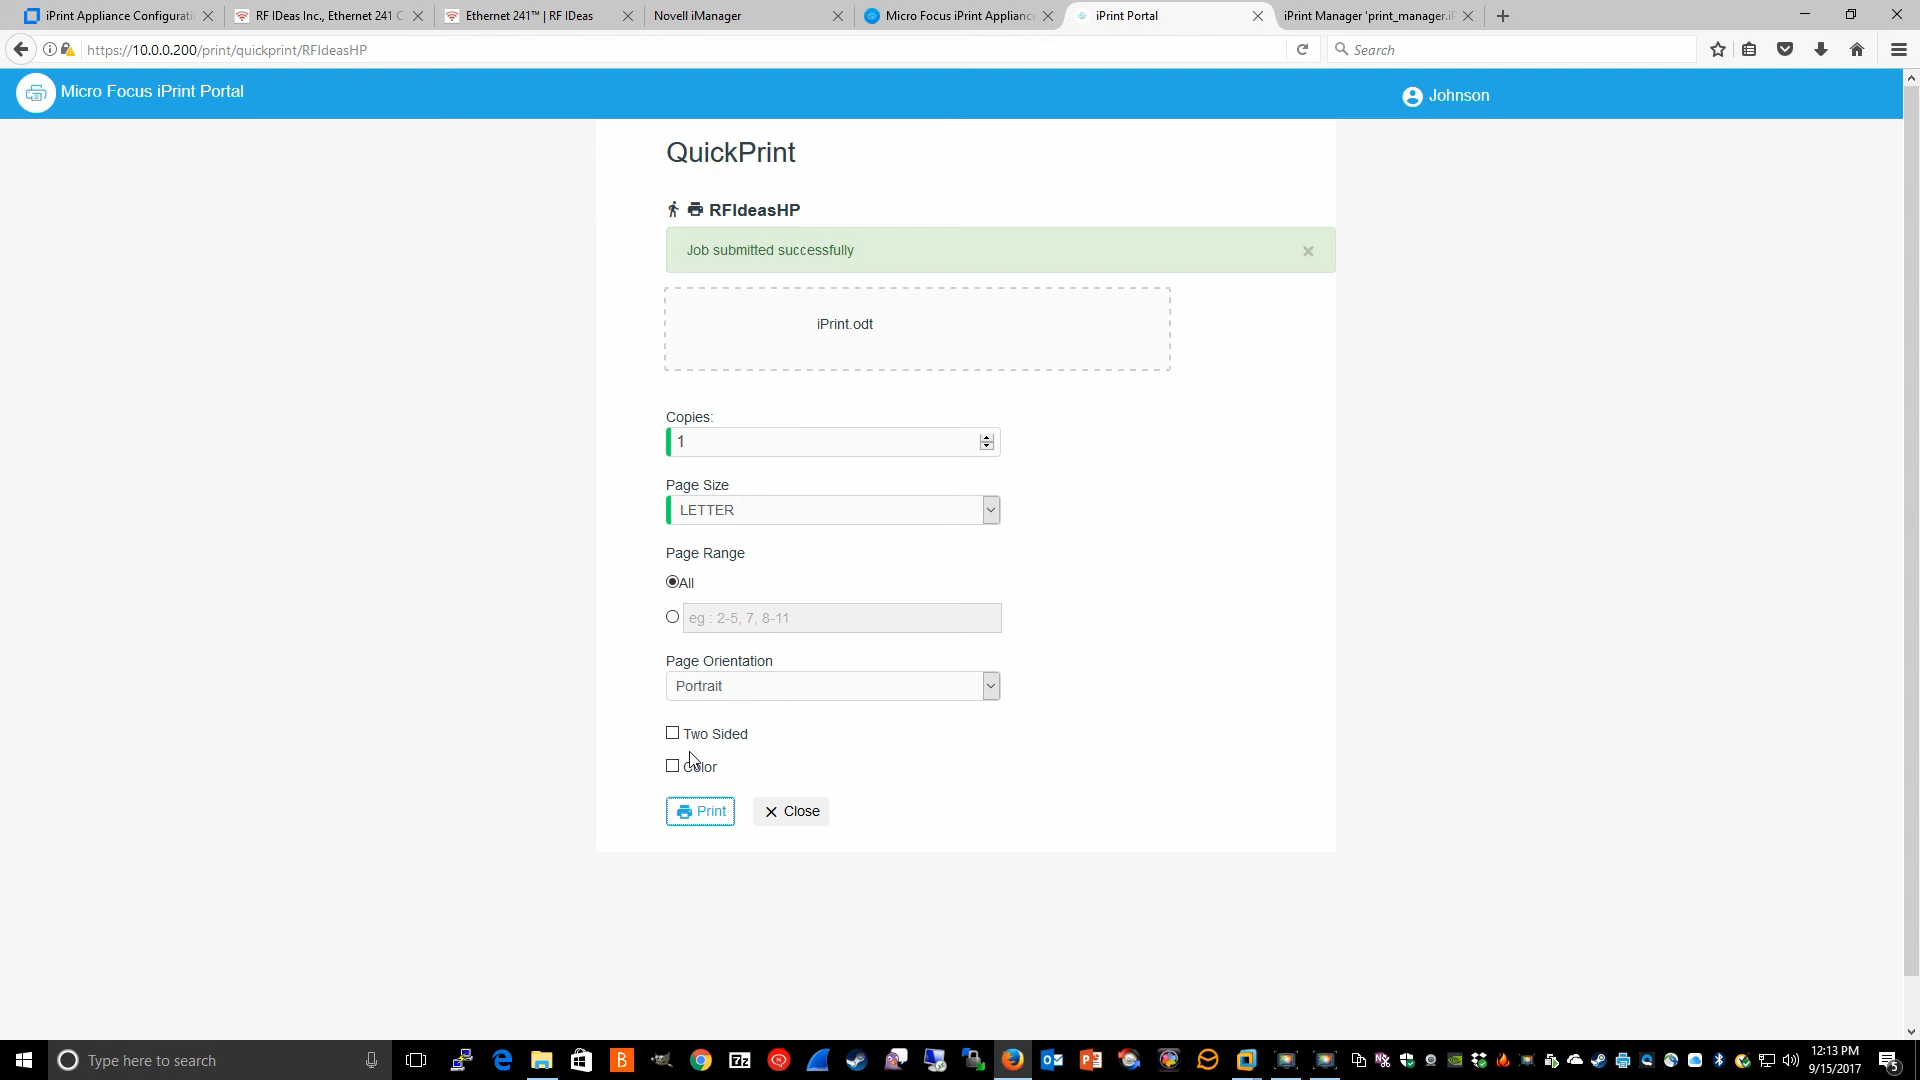 iPrint Appliance Configurati
RF IDeas Inc., Ethernet 241 C
Ethernet 241™ | RF IDeas
Novell iManager
Micro Focus iPrint Applianc
iPrint Portal
iPrint Manager 'print_manager.iP
https://10.0.0.200/print/quickprint/RFIdeasHP
Search
Micro Focus iPrint Portal
Johnson
QuickPrint
RFIdeasHP
Job submitted successfully
iPrint.odt
Copies:
1
Page Size
LETTER
Page Range
All
eg : 2-5, 7, 8-11
Page Orientation
Portrait
Two Sided
Color
Print
Close
Type here to search
12:13 PM
9/15/2017
5